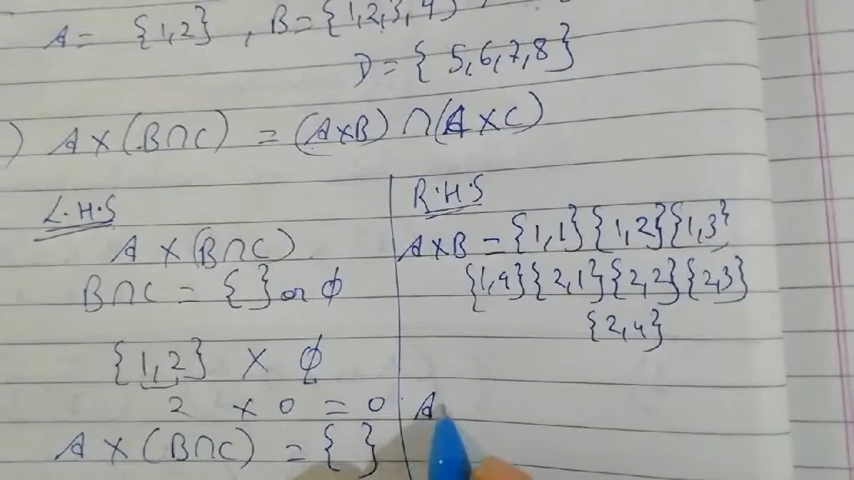 A = {1,2} , B = {1,2,3,4}
D = {5,6,7,8}
) A × (B∩C) = (A×B) ∩ (A×C)
L.H.S
A × (B∩C)
B∩C = { } or ϕ
{1,2} × ϕ
2 × 0 = 0
A × (B∩C) = { }
R.H.S
A×B = {1,1} {1,2} {1,3}
{1,4} {2,1} {2,2} {2,3}
{2,4}
A